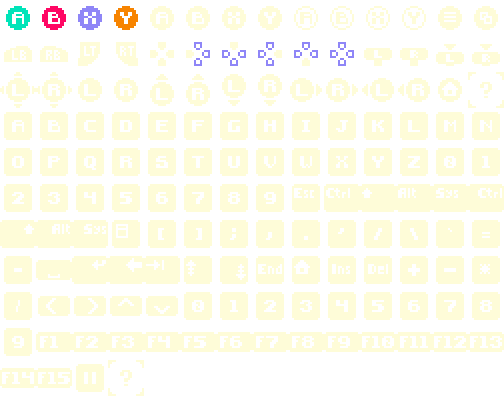 A B X Y A B X Y A B X Y
LB RB LT RT L R L R
L R L R L R L R L R L R ?
A B C D E F G H I J K L M N
O P Q R S T U V W X Y Z 0 1
2 3 4 5 6 7 8 9 Esc Ctrl Alt Sys Ctrl
Alt Sys [ ] ; , . ' / \ ` =
- End Ins Del + - *
/ < > 0 1 2 3 4 5 6 7 8
9 F1 F2 F3 F4 F5 F6 F7 F8 F9 F10 F11 F12 F13
F14 F15 ?